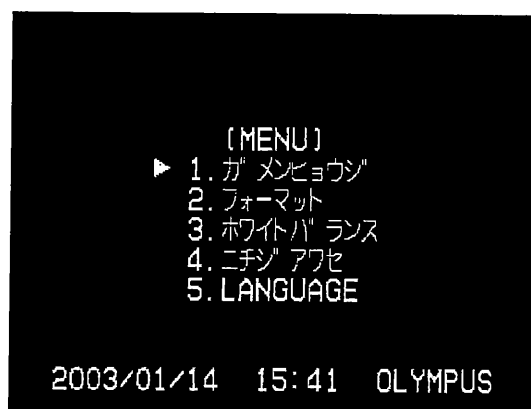 [MENU]
▶ 1. ガメンヒョウジ
2. フォーマット
3. ホワイトバランス
4. ニチジアワセ
5. LANGUAGE
2003/01/14 15:41 OLYMPUS